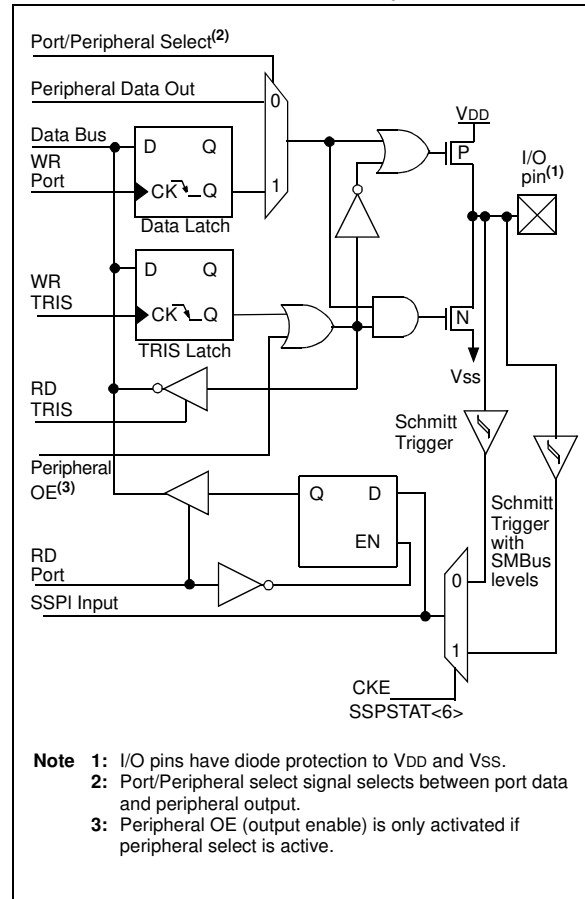 Port/Peripheral Select(2)
Peripheral Data Out
0
VDD
Data Bus
D Q
P
I/O
pin(1)
WR
Port
CK Q
1
Data Latch
D Q
WR
TRIS
CK Q
N
TRIS Latch
VSS
RD
TRIS
Schmitt
Trigger
Peripheral
OE(3)
Q D
EN
Schmitt
Trigger
with
SMBus
levels
RD
Port
0
SSPI Input
1
CKE
SSPSTAT<6>
Note 1: I/O pins have diode protection to VDD and VSS.
2: Port/Peripheral select signal selects between port data
and peripheral output.
3: Peripheral OE (output enable) is only activated if
peripheral select is active.